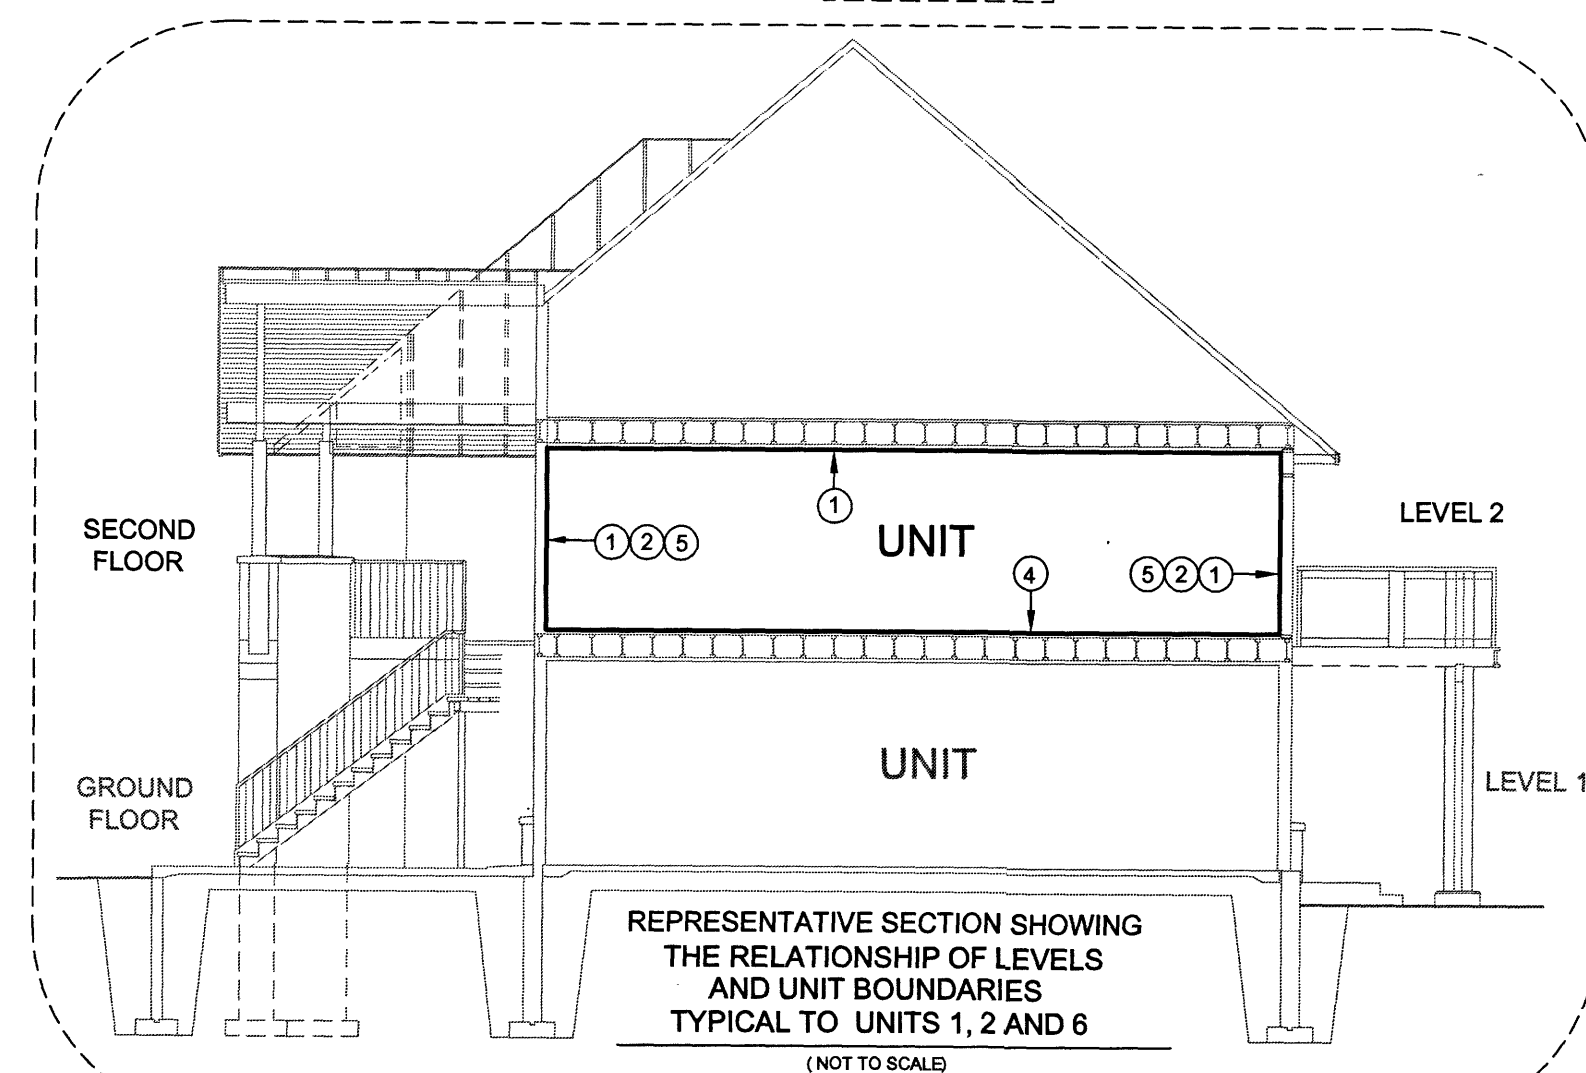 SECOND
FLOOR
1
UNIT
LEVEL 2
1 2 5
4
5 2 1
GROUND
FLOOR
UNIT
LEVEL 1
REPRESENTATIVE SECTION SHOWING
THE RELATIONSHIP OF LEVELS
AND UNIT BOUNDARIES
TYPICAL TO UNITS 1, 2 AND 6
( NOT TO SCALE)